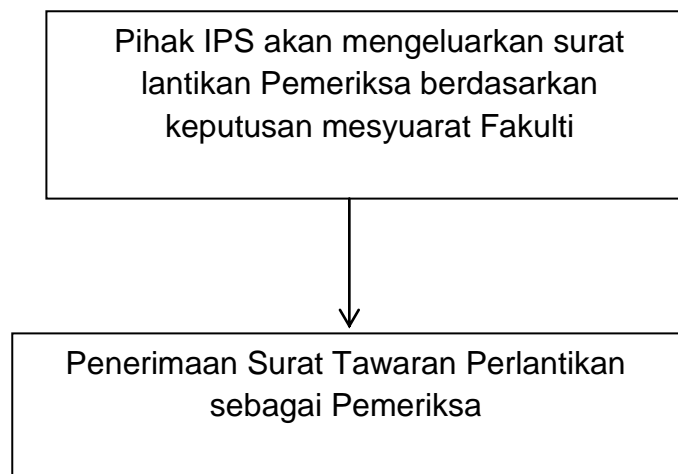 Pihak IPS akan mengeluarkan surat
lantikan Pemeriksa berdasarkan
keputusan mesyuarat Fakulti
Penerimaan Surat Tawaran Perlantikan
sebagai Pemeriksa